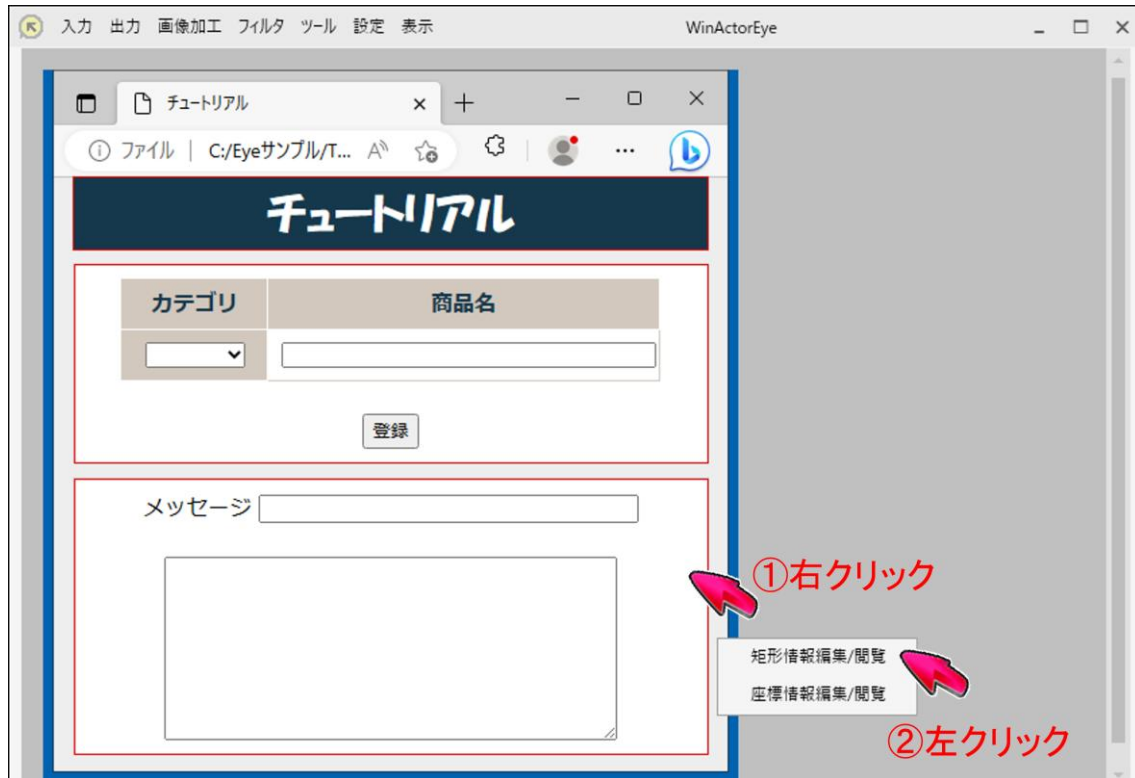 入力 出力 画像加工 フィルタ ツール 設定 表示 WinActorEye
チュートリアル
ファイル | C:/Eyeサンプル/T...
チュートリアル
カテゴリ 商品名
登録
メッセージ
①右クリック
矩形情報編集/閲覧
座標情報編集/閲覧
②左クリック